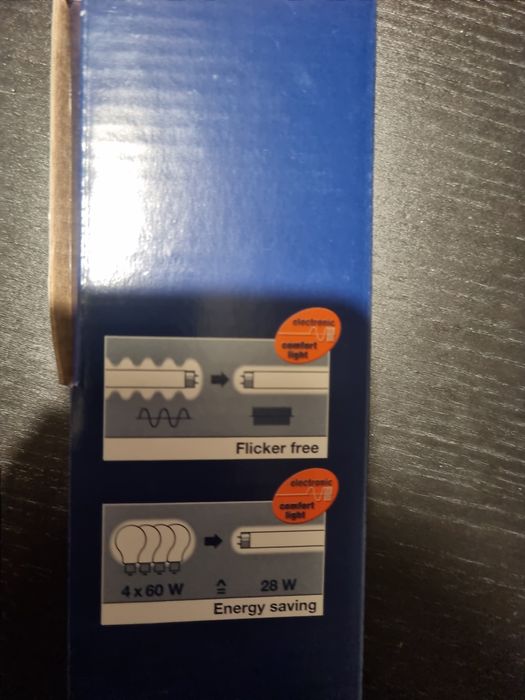 electronic
comfort
light
Flicker free
electronic
comfort
light
4 x 60 W ≙ 28 W
Energy saving